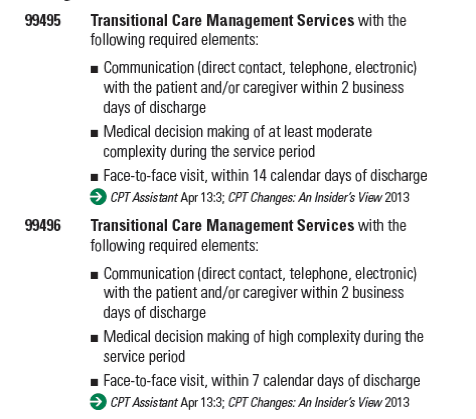 99495 Transitional Care Management Services with the
following required elements:
■ Communication (direct contact, telephone, electronic)
with the patient and/or caregiver within 2 business
days of discharge
■ Medical decision making of at least moderate
complexity during the service period
■ Face-to-face visit, within 14 calendar days of discharge
CPT Assistant Apr 13:3; CPT Changes: An Insider's View 2013
99496 Transitional Care Management Services with the
following required elements:
■ Communication (direct contact, telephone, electronic)
with the patient and/or caregiver within 2 business
days of discharge
■ Medical decision making of high complexity during the
service period
■ Face-to-face visit, within 7 calendar days of discharge
CPT Assistant Apr 13:3; CPT Changes: An Insider's View 2013